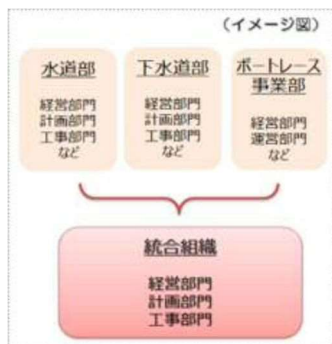 （イメージ図）
水道部
経営部門
計画部門
工事部門
など
下水道部
経営部門
計画部門
工事部門
など
ボートレース
事業部
経営部門
運営部門
など
統合組織
経営部門
計画部門
工事部門